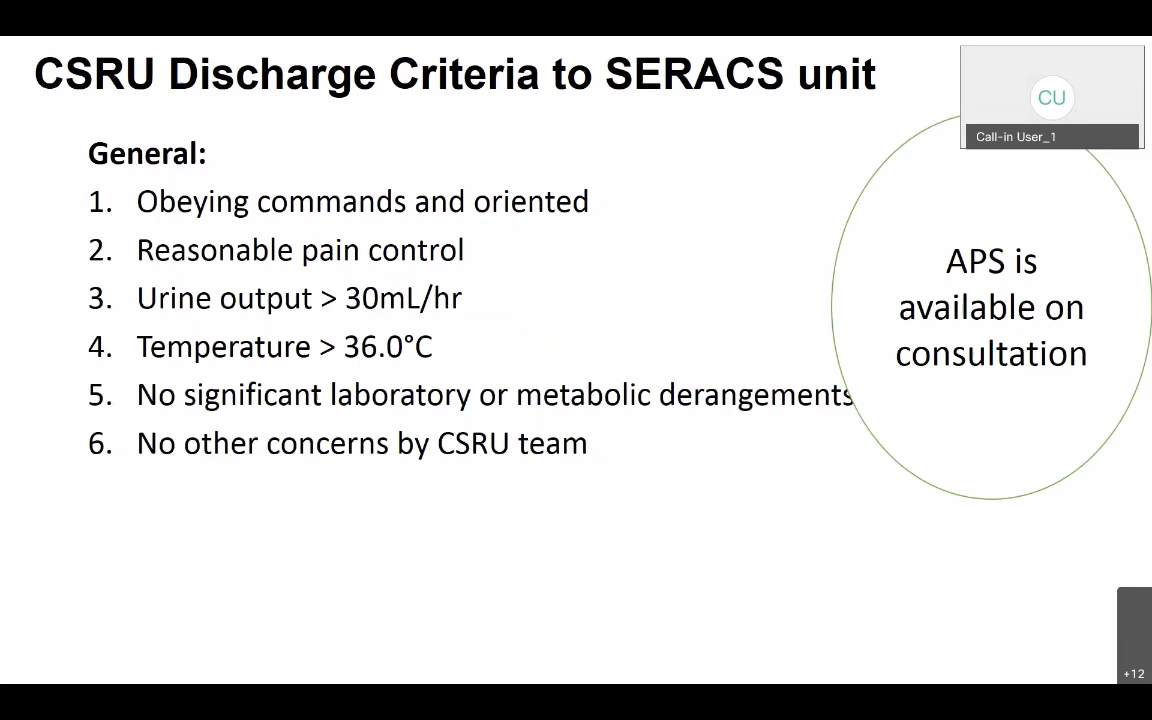 CSRU Discharge Criteria to SERACS unit
CU
Call-in User_1
General:
1. Obeying commands and oriented
2. Reasonable pain control
3. Urine output > 30mL/hr
4. Temperature > 36.0°C
5. No significant laboratory or metabolic derangements
6. No other concerns by CSRU team
APS is
available on
consultation
+12